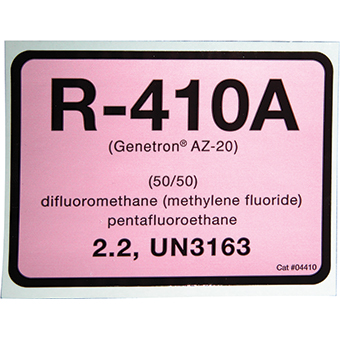 R-410A
(Genetron® AZ-20)
(50/50)
difluoromethane (methylene fluoride)
pentafluoroethane
2.2, UN3163
Cat #04410